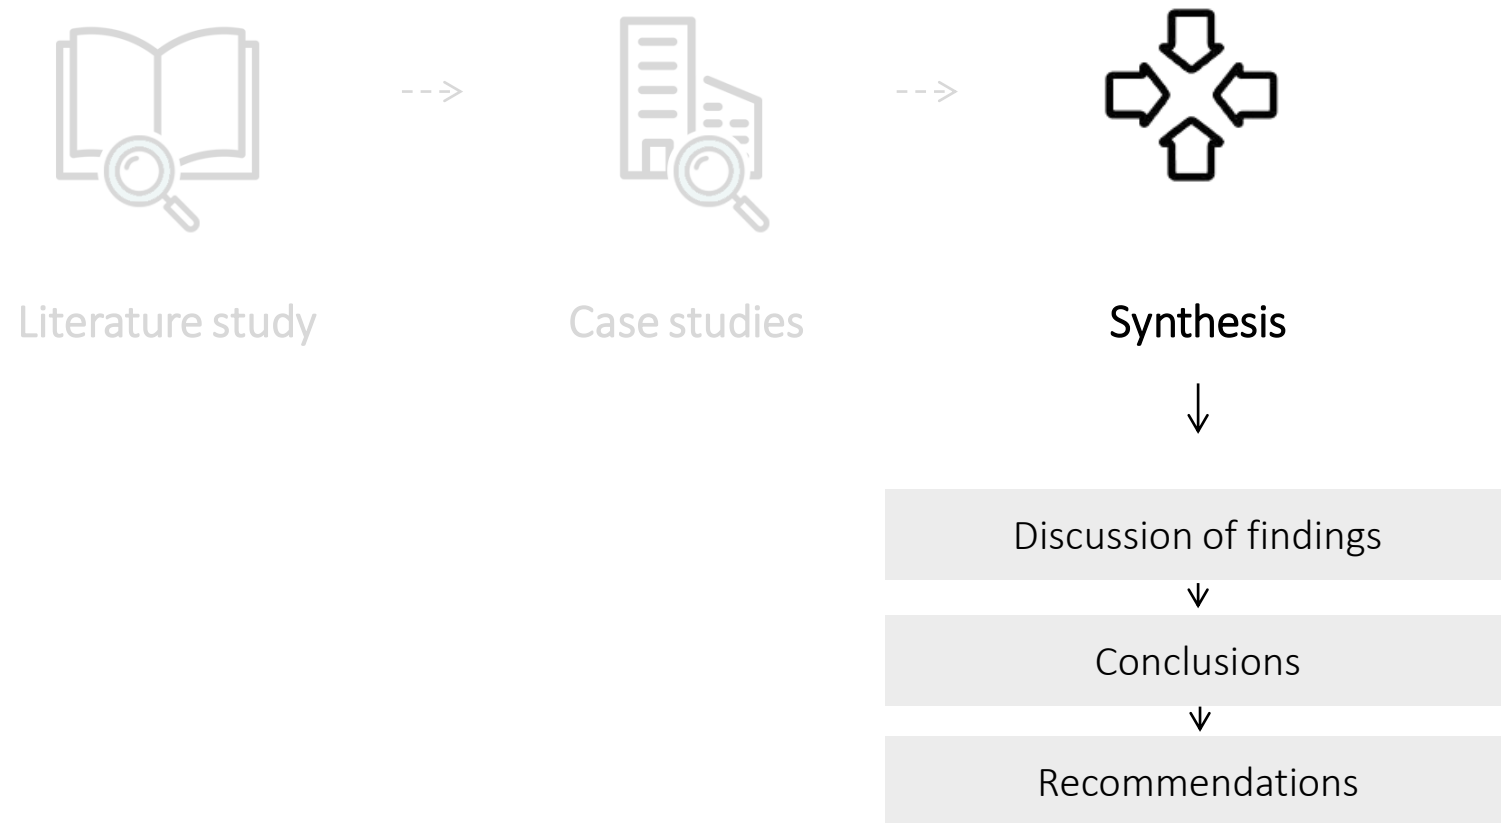 Literature study
Case studies
Synthesis
Discussion of findings
Conclusions
Recommendations